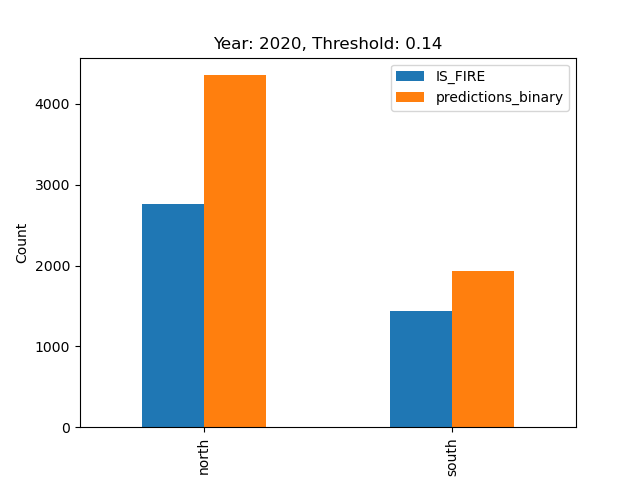 Year: 2020, Threshold: 0.14
IS_FIRE
predictions_binary
Count
4000
3000
2000
1000
0
north
south